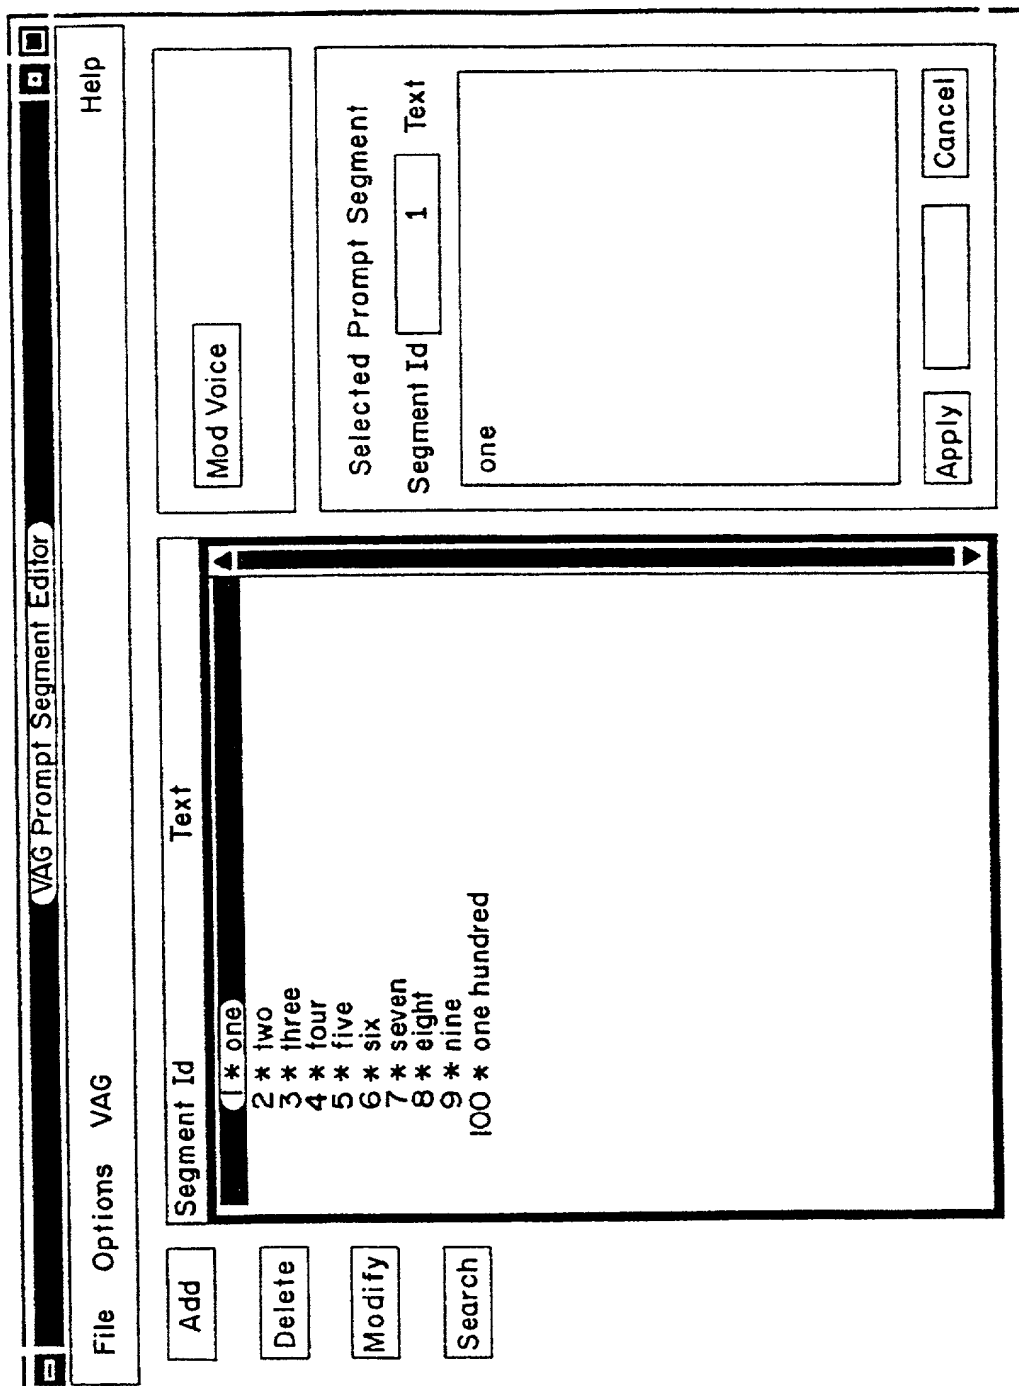 VAG Prompt Segment Editor
File Options VAG Help
Add
Delete
Modify
Search
Segment Id Text
1 * one
2 * two
3 * three
4 * four
5 * five
6 * six
7 * seven
8 * eight
9 * nine
100 * one hundred
Mod Voice
Selected Prompt Segment
Segment Id 1 Text
one
Apply Cancel